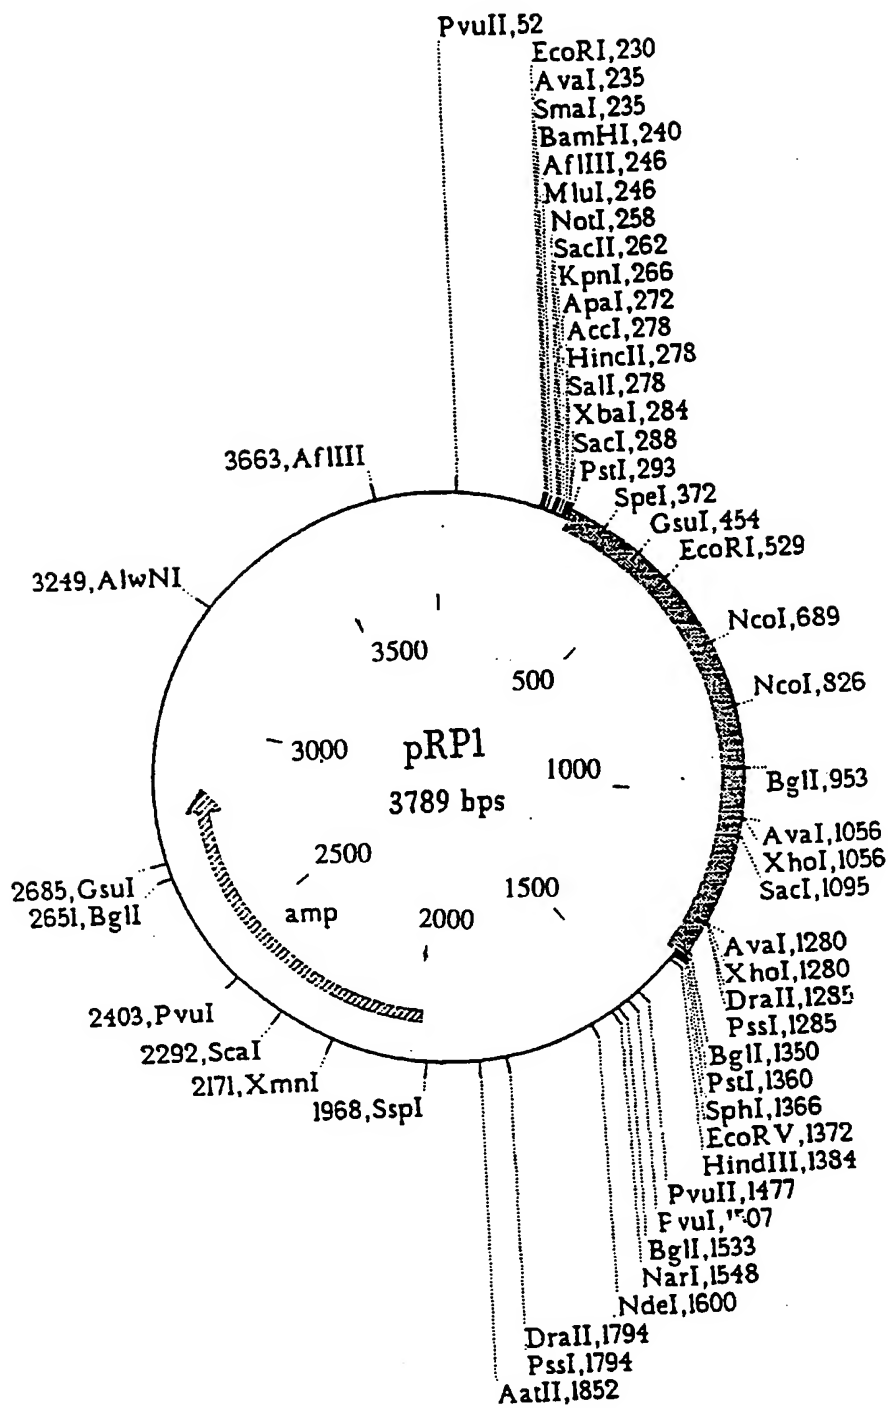 PvuII,52
EcoRI,230
AvaI,235
SmaI,235
BamHI,240
AflIII,246
MluI,246
NotI,258
SacII,262
KpnI,266
ApaI,272
AccI,278
HincII,278
SalI,278
XbaI,284
SacI,288
PstI,293
SpeI,372
GsuI,454
EcoRI,529
NcoI,689
NcoI,826
BglI,953
AvaI,1056
XhoI,1056
SacI,1095
AvaI,1280
XhoI,1280
DraII,1285
PssI,1285
BglI,1350
PstI,1360
SphI,1366
EcoRV,1372
HindIII,1384
PvuII,1477
BglI,1533
NarI,1548
NdeI,1600
DraII,1794
PssI,1794
AatII,1852
1968,SspI
2171,XmnI
2292,ScaI
2403,PvuI
2651,BglI
2685,GsuI
3249,AlwNI
3663,AflIII
3500
500
3000
pRP1
1000
3789 bps
2500
1500
amp
2000